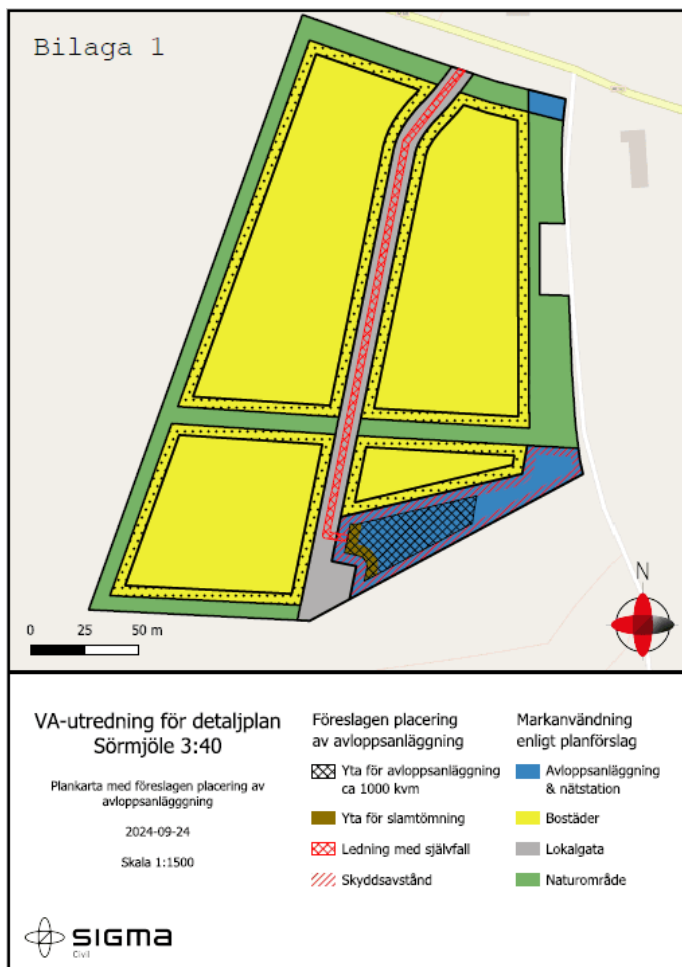 Bilaga 1
N
0 25 50 m
VA-utredning för detaljplan
Sörmjöle 3:40
Plankarta med föreslagen placering av
avloppsanlägggning
2024-09-24
Skala 1:1500
SIGMA
Civil
Föreslagen placering
av avloppsanläggning
Yta för avloppsanläggning
ca 1000 kvm
Yta för slamtömning
Ledning med självfall
Skyddsavstånd
Markanvändning
enligt planförslag
Avloppsanläggning
& nätstation
Bostäder
Lokalgata
Naturområde